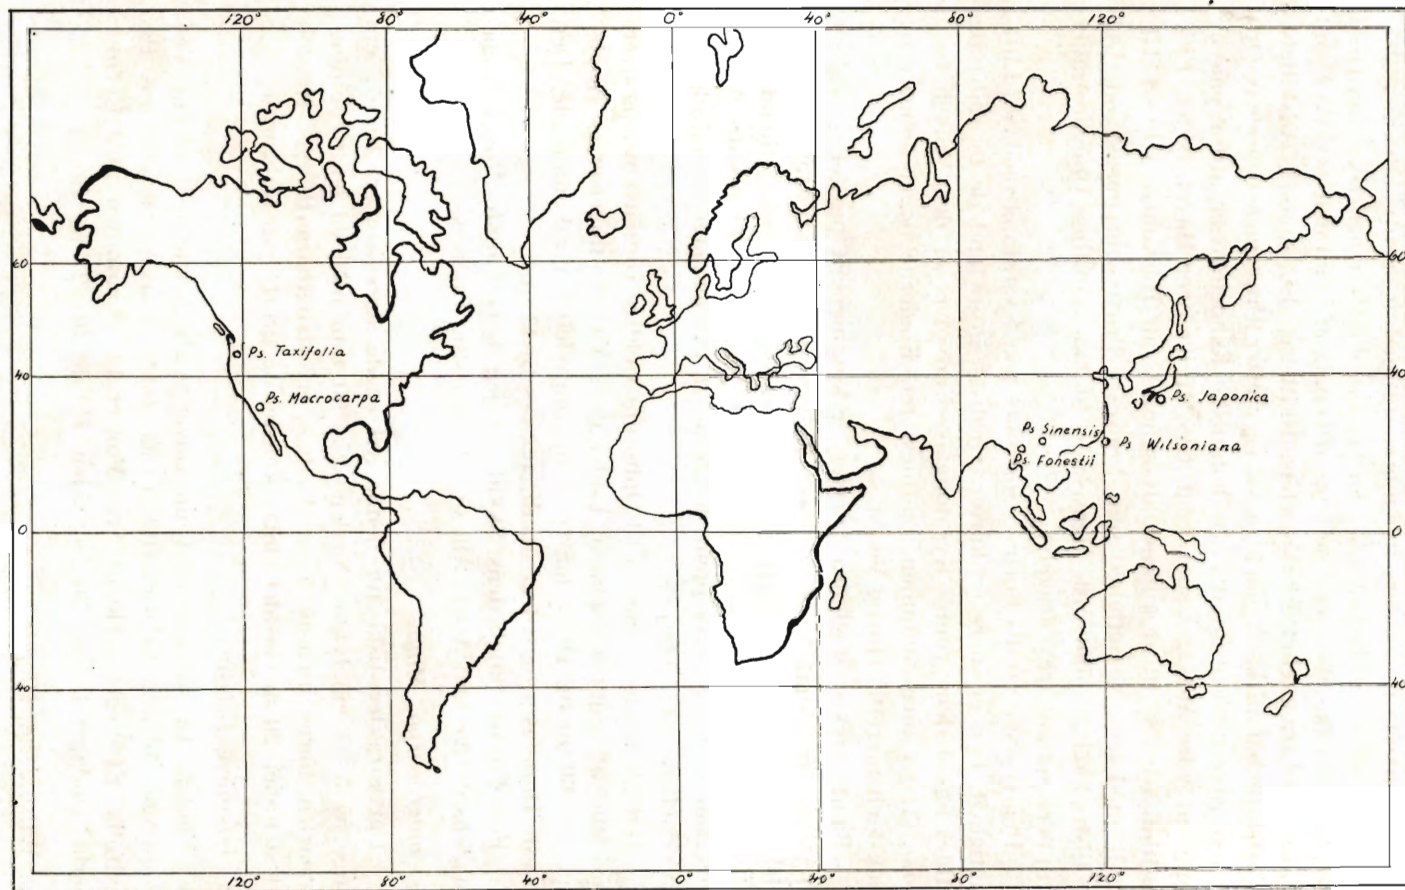 120° 80° 40° 0° 40° 80° 120°
60 60
Ps. Taxifolia
40 40
Ps. Macrocarpa
Ps. Japonica
Ps Sinensis
Ps Wilsoniana
Ps. Forrestii
0 0
40 40
120° 80° 40° 0° 40° 80° 120°